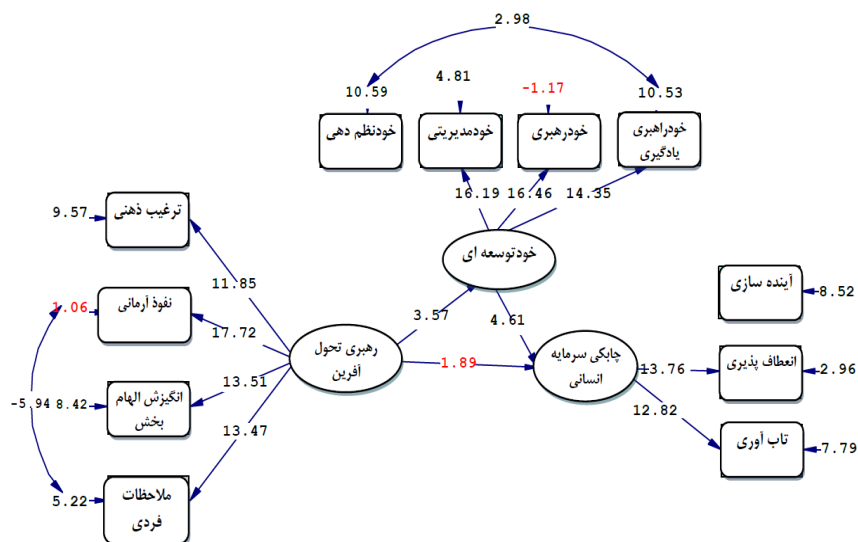 2.98
10.59
4.81
-1.17
10.53
خودنظم دهی
خودمدیریتی
خودرهبری
خودراهبری
یادگیری
16.19
16.46
14.35
9.57
ترغیب ذهنی
11.85
خودتوسعه ای
آینده سازی
8.52
1.06
نفوذ آرمانی
17.72
3.57
4.61
رهبری تحول
آفرین
1.89
چابکی سرمایه
انسانی
13.76
انعطاف پذیری
2.96
-5.94
8.42
انگیزش الهام
بخش
13.51
12.82
13.47
تاب آوری
7.79
5.22
ملاحظات
فردی